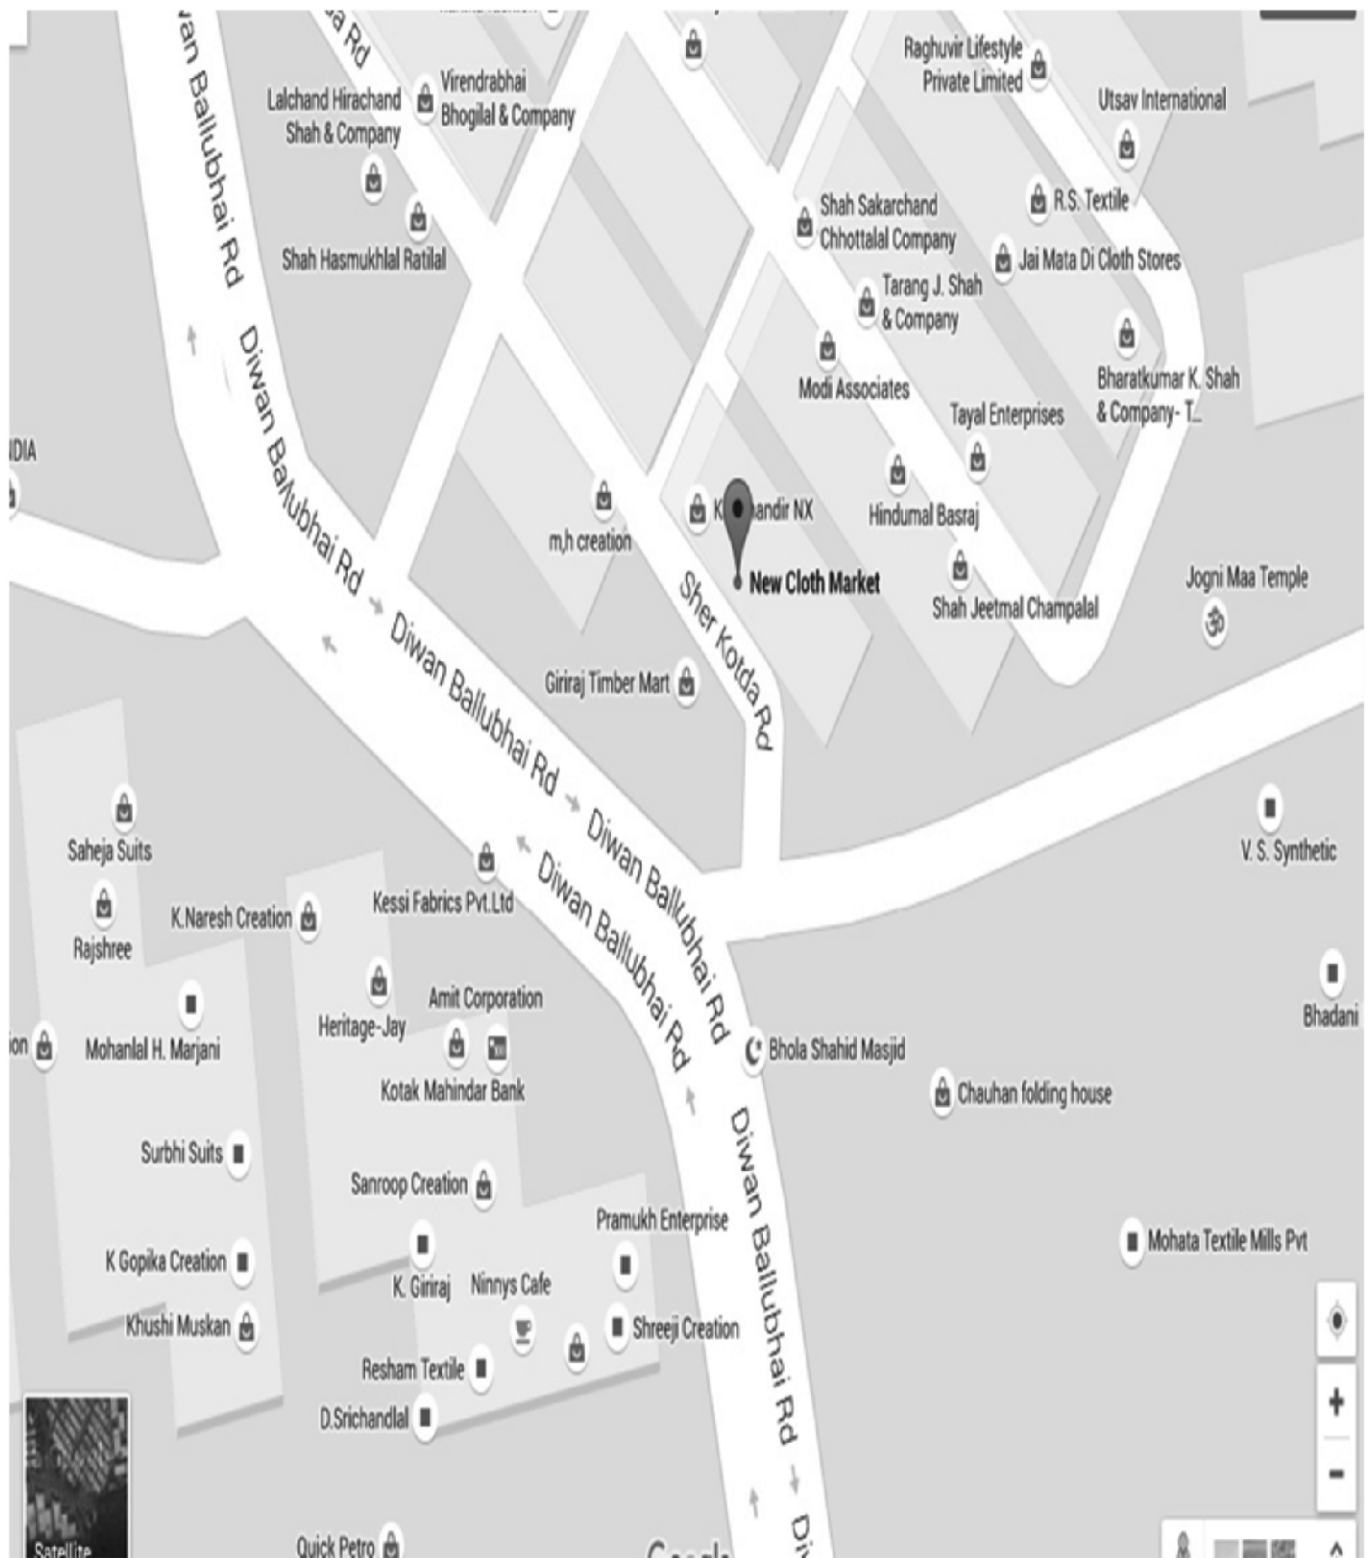 Raghuvir Lifestyle
Private Limited
Virendrabhai
Bhogilal & Company
Lalchand Hirachand
Shah & Company
Utsav International
Rd
Ballubhai Rd
Shah Sakarchand
Chhottalal Company
R.S. Textile
Shah Hasmukhlal Ratilal
Jai Mata Di Cloth Stores
Tarang J. Shah
& Company
Modi Associates
Bharatkumar K. Shah
& Company- T...
Diwan Ballubhai Rd
Tayal Enterprises
Hindumal Basraj
NX
m,h creation
New Cloth Market
Jogni Maa Temple
Shah Jeetmal Champalal
Sher Kotda Rd
Giriraj Timber Mart
Diwan Ballubhai Rd
Saheja Suits
V. S. Synthetic
Diwan Ballubhai Rd
Diwan Ballubhai Rd
Kessi Fabrics Pvt.Ltd
K.Naresh Creation
Rajshree
Amit Corporation
Bhadani
Heritage-Jay
Mohanlal H. Marjani
Bhola Shahid Masjid
Kotak Mahindar Bank
Chauhan folding house
Surbhi Suits
Sanroop Creation
Diwan Ballubhai Rd
Pramukh Enterprise
Mohata Textile Mills Pvt
K Gopika Creation
K. Giriraj
Ninnys Cafe
Khushi Muskan
Shreeji Creation
Resham Textile
D.Srichandlal
+
−
Quick Petro
Satellite
Google